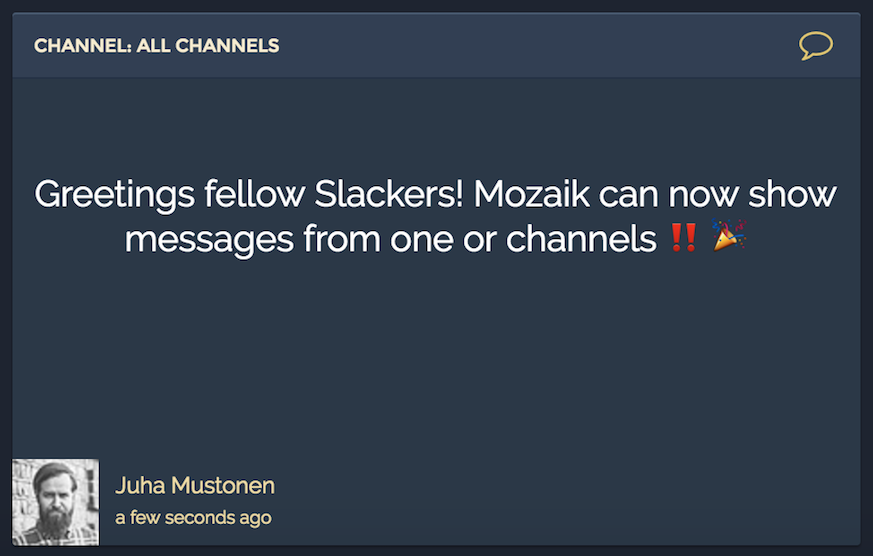 CHANNEL: ALL CHANNELS
Greetings fellow Slackers! Mozaik can now show
messages from one or channels ‼️ 🎉
Juha Mustonen
a few seconds ago